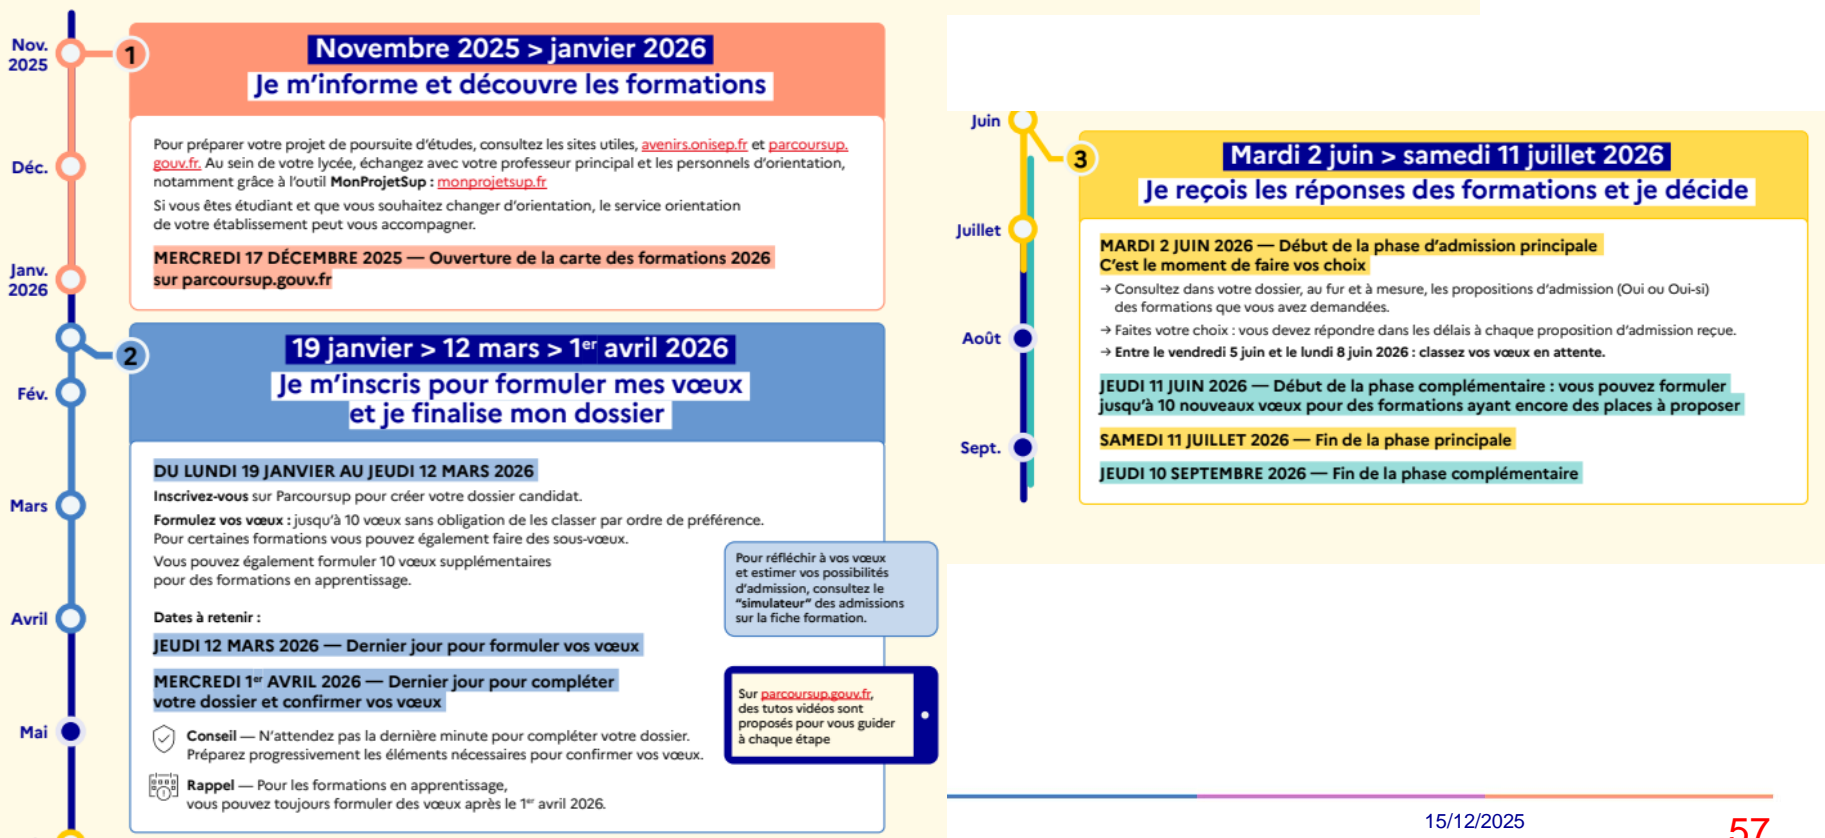 Nov.
2025
Déc.
Janv.
2026
Fév.
Mars
Avril
Mai
1
Novembre 2025 > janvier 2026
Je m'informe et découvre les formations
Pour préparer votre projet de poursuite d'études, consultez les sites utiles, avenirs.onisep.fr et parcoursup.
gouv.fr. Au sein de votre lycée, échangez avec votre professeur principal et les personnels d'orientation,
notamment grâce à l'outil MonProjetSup : monprojetsup.fr
Si vous êtes étudiant et que vous souhaitez changer d'orientation, le service orientation
de votre établissement peut vous accompagner.
MERCREDI 17 DÉCEMBRE 2025 — Ouverture de la carte des formations 2026
sur parcoursup.gouv.fr
2
19 janvier > 12 mars > 1er avril 2026
Je m'inscris pour formuler mes vœux
et je finalise mon dossier
DU LUNDI 19 JANVIER AU JEUDI 12 MARS 2026
Inscrivez-vous sur Parcoursup pour créer votre dossier candidat.
Formulez vos vœux : jusqu'à 10 vœux sans obligation de les classer par ordre de préférence.
Pour certaines formations vous pouvez également faire des sous-vœux.
Vous pouvez également formuler 10 vœux supplémentaires
pour des formations en apprentissage.
Dates à retenir :
JEUDI 12 MARS 2026 — Dernier jour pour formuler vos vœux
MERCREDI 1er AVRIL 2026 — Dernier jour pour compléter
votre dossier et confirmer vos vœux
Conseil — N'attendez pas la dernière minute pour compléter votre dossier.
Préparez progressivement les éléments nécessaires pour confirmer vos vœux.
Rappel — Pour les formations en apprentissage,
vous pouvez toujours formuler des vœux après le 1er avril 2026.
Pour réfléchir à vos vœux
et estimer vos possibilités
d'admission, consultez le
"simulateur" des admissions
sur la fiche formation.
Sur parcoursup.gouv.fr,
des tutos vidéos sont
proposés pour vous guider
à chaque étape
Juin
Juillet
Août
Sept.
3
Mardi 2 juin > samedi 11 juillet 2026
Je reçois les réponses des formations et je décide
MARDI 2 JUIN 2026 — Début de la phase d'admission principale
C'est le moment de faire vos choix
→ Consultez dans votre dossier, au fur et à mesure, les propositions d'admission (Oui ou Oui-si)
des formations que vous avez demandées.
→ Faites votre choix : vous devez répondre dans les délais à chaque proposition d'admission reçue.
→ Entre le vendredi 5 juin et le lundi 8 juin 2026 : classez vos vœux en attente.
JEUDI 11 JUIN 2026 — Début de la phase complémentaire : vous pouvez formuler
jusqu'à 10 nouveaux vœux pour des formations ayant encore des places à proposer
SAMEDI 11 JUILLET 2026 — Fin de la phase principale
JEUDI 10 SEPTEMBRE 2026 — Fin de la phase complémentaire
15/12/2025
57